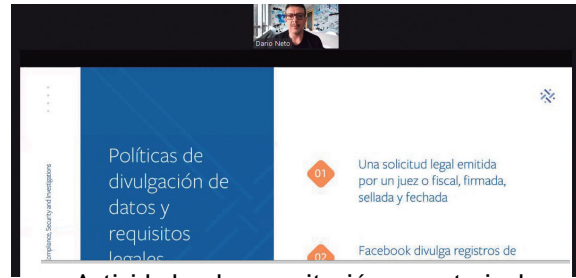 Dario Neto
Compliance, Security and Investigations
Políticas de
divulgación de
datos y
requisitos
legales
01
Una solicitud legal emitida
por un juez o fiscal, firmada,
sellada y fechada
02
Facebook divulga registros de